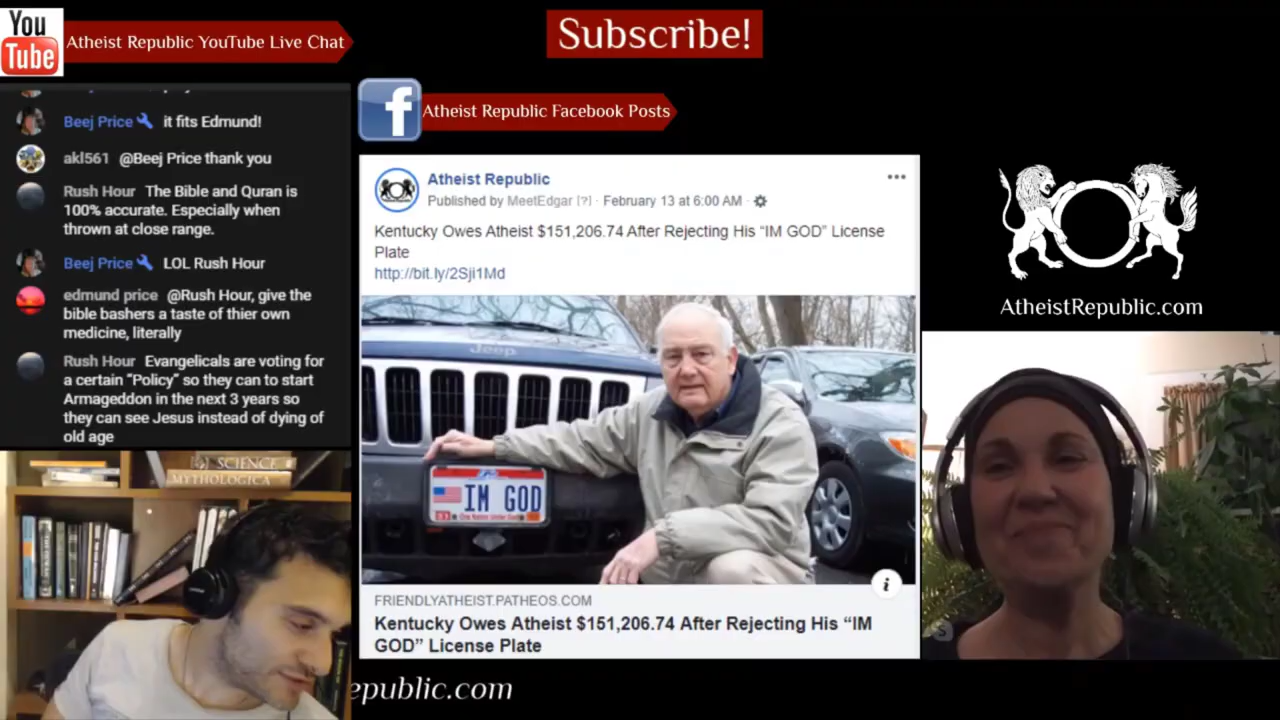 You
Tube
Atheist Republic YouTube Live Chat
Subscribe!
Beej Price it fits Edmund!
akl561 @Beej Price thank you
Rush Hour The Bible and Quran is
100% accurate. Especially when
thrown at close range.
Beej Price LOL Rush Hour
edmund price @Rush Hour, give the
bible bashers a taste of thier own
medicine, literally
Rush Hour Evangelicals are voting for
a certain "Policy" so they can to start
Armageddon in the next 3 years so
they can see Jesus instead of dying of
old age
f
Atheist Republic Facebook Posts
Atheist Republic
Published by MeetEdgar [?] · February 13 at 6:00 AM ·
Kentucky Owes Atheist $151,206.74 After Rejecting His “IM GOD” License
Plate
http://bit.ly/2Sji1Md
Jeep
IM GOD
One Nation Under God
i
FRIENDLYATHEIST.PATHEOS.COM
Kentucky Owes Atheist $151,206.74 After Rejecting His “IM
GOD” License Plate
AtheistRepublic.com
SCIENCE
MYTHOLOGICA
S
epublic.com